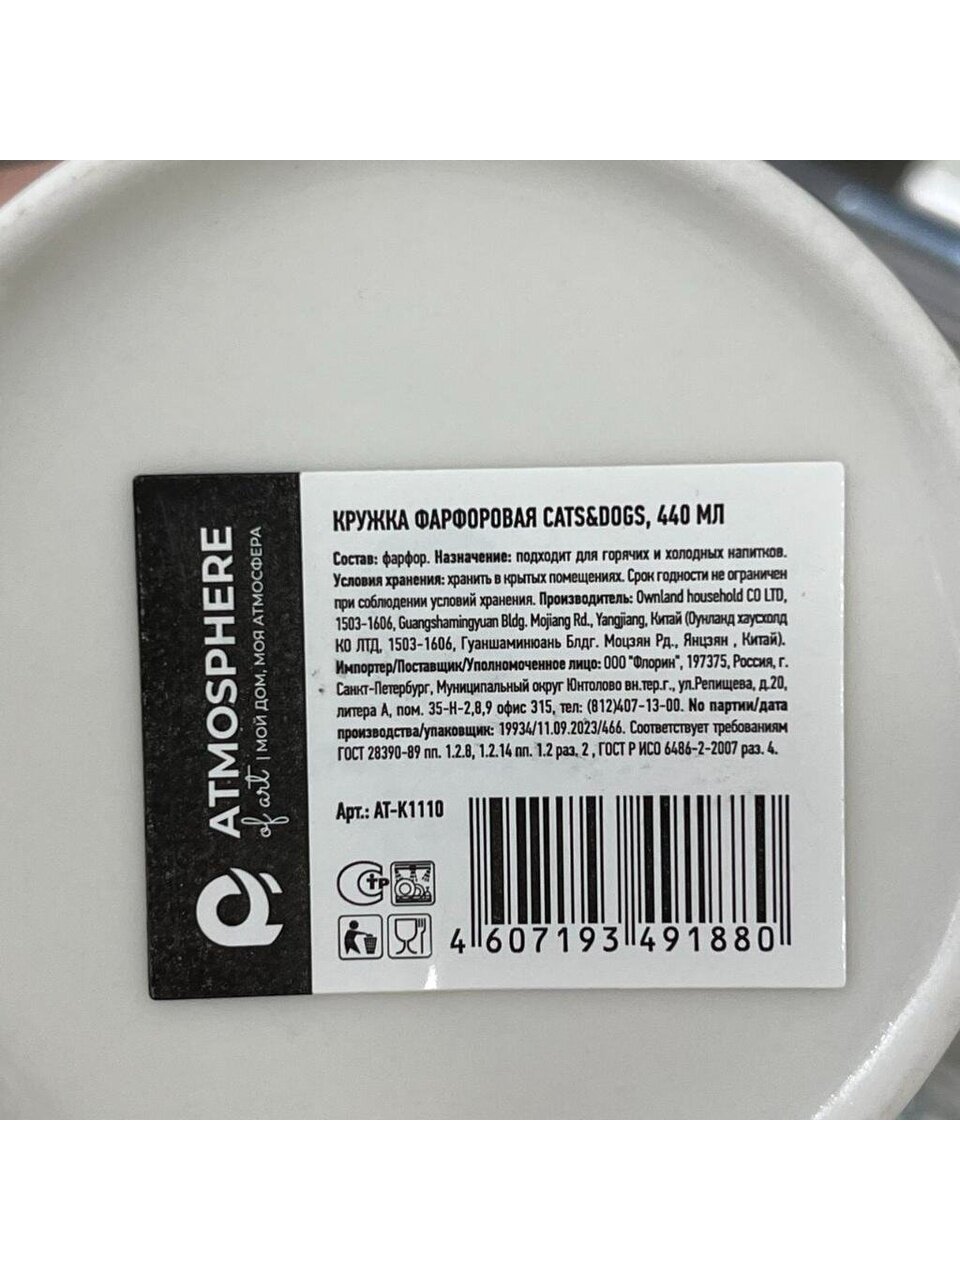 ATMOSPHERE
of art | МОЙ ДОМ, МОЯ АТМОСФЕРА
КРУЖКА ФАРФОРОВАЯ CATS&DOGS, 440 МЛ
Состав: фарфор. Назначение: подходит для горячих и холодных напитков.
Условия хранения: хранить в крытых помещениях. Срок годности не ограничен
при соблюдении условий хранения. Производитель: Ownland household CO LTD,
1503-1606, Guangshamingyuan Bldg. Mojiang Rd., Yangjiang, Китай (Оунланд хаусхолд
КО ЛТД, 1503-1606, Гуаншаминюань Блдг. Моцзян Рд., Янцзян , Китай).
Импортер/Поставщик/Уполномоченное лицо: ООО "Флорин", 197375, Россия, г.
Санкт-Петербург, Муниципальный округ Юнтолово вн.тер.г., ул.Репищева, д.20,
литера А, пом. 35-Н-2,8,9 офис 315, тел: (812)407-13-00. No партии/дата
производства/упаковщик: 19934/11.09.2023/466. Соответствует требованиям
ГОСТ 28390-89 пп. 1.2.8, 1.2.14 пп. 1.2 раз. 2 , ГОСТ Р ИСО 6486-2-2007 раз. 4.
Арт.: AT-K1110
4 607193 491880